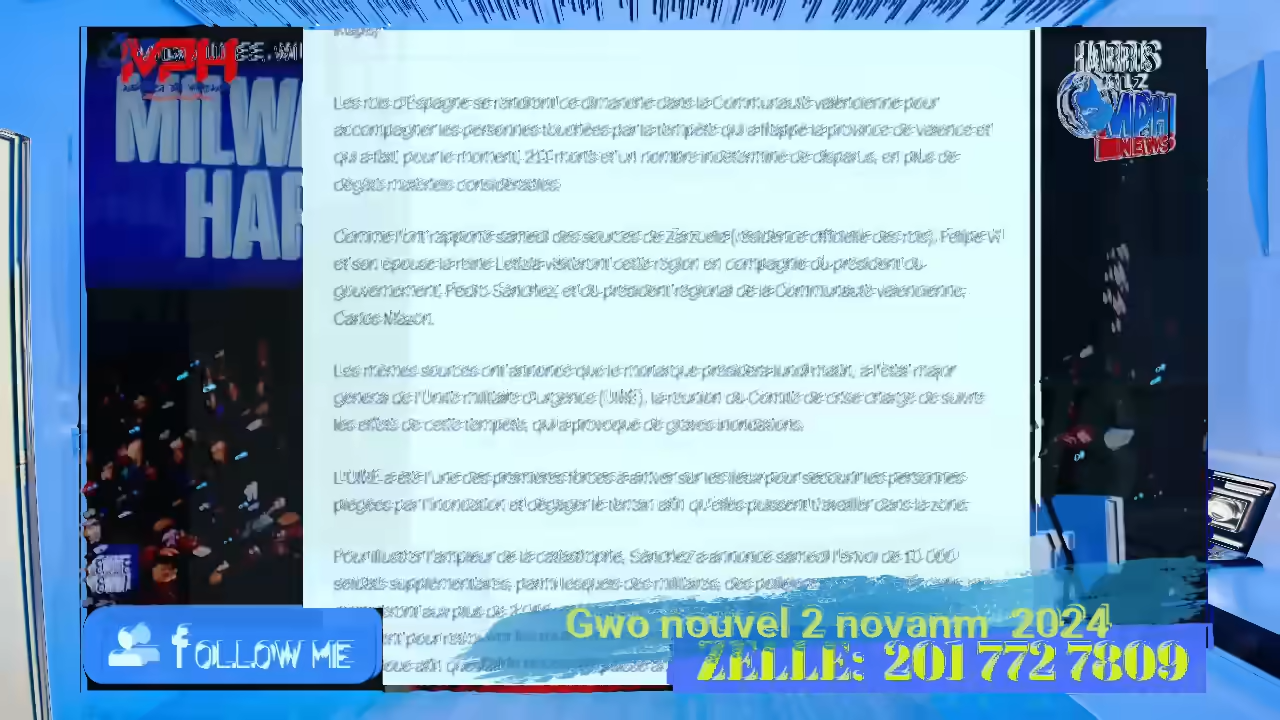 MPH
MILWA
HAR
HARRIS
MPH
NEWS
Les rois d'Espagne se rendront ce dimanche dans la Communauté valencienne pour
accompagner les personnes touchées par la tempête qui a frappé la province de Valence et
qui a fait, pour le moment, morts et un nombre indéterminé de disparus, en plus de
dégâts matériels considérables.
Comme l'ont rapporté samedi des sources de Zarzuela (résidence officielle des rois), Felipe VI
et son épouse la reine Letizia visiteront cette région en compagnie du président du
gouvernement, Pedro Sánchez, et du président régional de la Communauté valencienne,
Carlos Mazón.
Les mêmes sources ont annoncé que le monarque présidera lundi matin, à l'état major
général de l'Unité militaire d'urgence (UME), la réunion du Comité de crise chargé de suivre
les effets de cette tempête, qui a provoqué de graves inondations.
L'UME a été l'une des premières forces à arriver sur les lieux pour secourir les personnes
piégées par l'inondation et dégager le terrain afin qu'elles puissent travailler dans la zone.
Pour illustrer l'ampleur de la catastrophe, Sánchez a annoncé samedi l'envoi de 10 000
soldats supplémentaires, parmi lesquels des militaires, des policiers
aux plus de
pour
afin que
Gwo nouvel 2 novanm 2024
FOLLOW ME
ZELLE: 201 772 7809